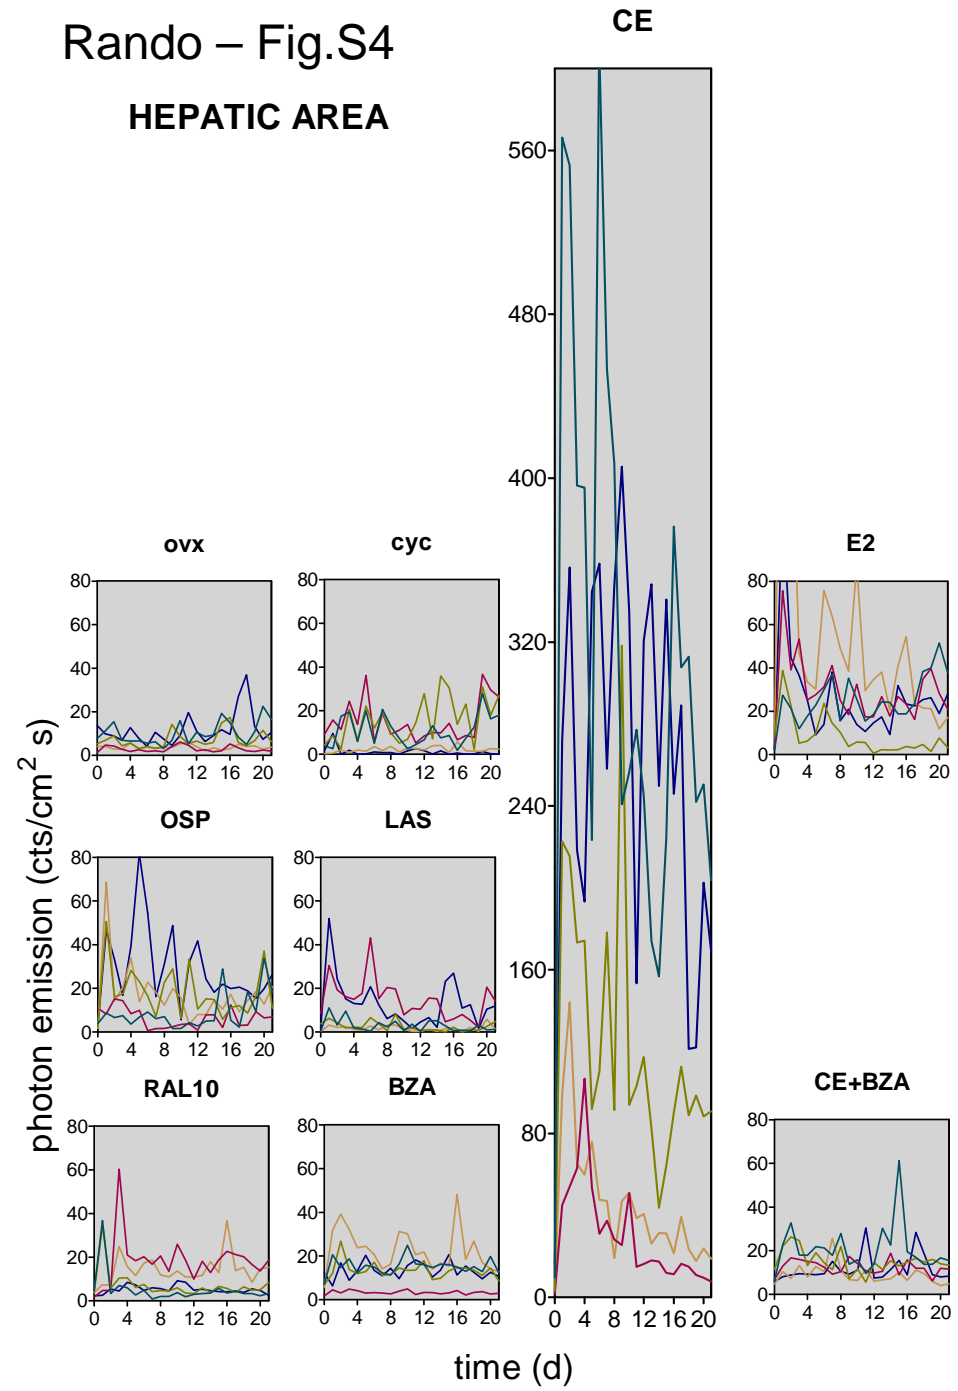 Rando – Fig.S4
HEPATIC AREA
CE
560
480
400
320
240
160
80
0
0 4 8 12 16 20
ovx
80
60
40
20
0
0 4 8 12 16 20
cyc
80
60
40
20
0
0 4 8 12 16 20
E2
80
60
40
20
0
0 4 8 12 16 20
OSP
80
60
40
20
0
0 4 8 12 16 20
LAS
80
60
40
20
0
0 4 8 12 16 20
RAL10
80
60
40
20
0
0 4 8 12 16 20
BZA
80
60
40
20
0
0 4 8 12 16 20
CE+BZA
80
60
40
20
0
0 4 8 12 16 20
photon emission (cts/cm² s)
time (d)